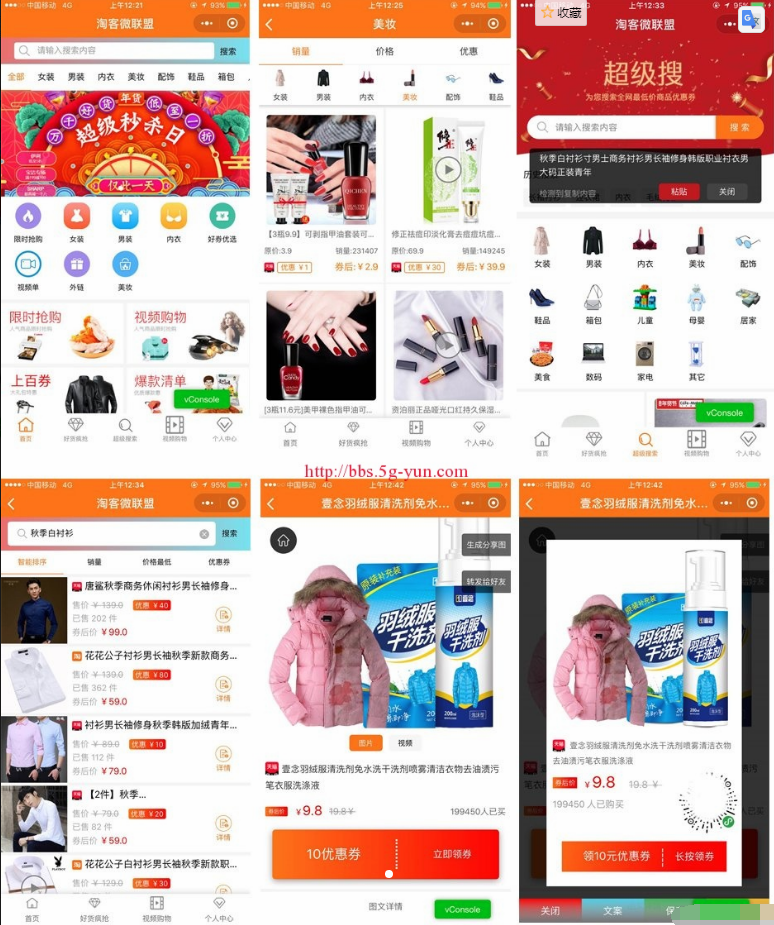 中国移动 4G 上午12:21 93%
淘客微联盟
请输入搜索内容 搜索
全部 女装 男装 内衣 美妆 配饰 鞋品 箱包
年货
万千好货低至一折
超级秒杀日
仅此一天
限时抢购 女装 男装 内衣 好券优选
视频单 外链 美妆
限时抢购
视频购物
上百券
爆款清单
vConsole
首页 好货疯抢 超级搜索 视频购物 个人中心
中国移动 4G 上午12:25 94%
美妆
销量 价格 优惠
女装 男装 内衣 美妆 配饰 鞋品
【3瓶9.9】可剥指甲油套装可...
原价:3.9 销量:231407
优惠 ¥1 券后: ¥2.9
修正祛痘印淡化膏去痘痘坑痘...
原价:69.9 销量:149245
优惠 ¥30 券后: ¥39.9
[3瓶11.6元]美甲裸色指甲油可...
资泊丽正品哑光口红持久保湿...
首页 好货疯抢 视频购物 个人中心
收藏
上午12:33 95%
淘客微联盟
超级搜
为您搜索全网最低价商品优惠券
请输入搜索内容 搜 索
秋季白衬衫寸男士商务衬衫男长袖修身韩版职业衬衣男
大码正装青年
检测到复制内容 粘贴 关闭
女装 男装 内衣 美妆 配饰
鞋品 箱包 儿童 母婴 居家
美食 数码 家电 其它
vConsole
首页 好货疯抢 超级搜索 视频购物 个人中心
http://bbs.5g-yun.com
中国移动 4G 上午12:34 94%
淘客微联盟
秋季白衬衫 搜索
智能排序 销量 价格最低 优惠券
唐鲨秋季商务休闲衬衫男长袖修身...
售价 ¥ 139.0 优惠 ¥40
已售 202 件
券后价 ¥99.0
详情
花花公子衬衫男长袖秋季新款商务...
售价 ¥ 139.0 优惠 ¥80
已售 352 件
券后价 ¥59.0
详情
衬衫男长袖修身秋季韩版加绒青年...
售价 ¥ 89.0 优惠 ¥10
已售 112 件
券后价 ¥79.0
详情
【2件】秋季...
售价 ¥ 79.0 优惠 ¥20
已售 82 件
券后价 ¥59.0
详情
花花公子白衬衫男长袖秋季新款职...
售价 ¥ 129.0 优惠 ¥30
首页 好货疯抢 视频购物 个人中心
中国移动 4G 上午12:42 95%
壹念羽绒服清洗剂免水...
生成分享图
转发给好友
原装补充装
羽绒服
干洗剂
图片 视频
壹念羽绒服清洗剂免水洗干洗剂喷雾清洁衣物去油渍污
笔衣服洗涤液
券后价 ¥9.8 19.8 ¥ 199450人已购买
10优惠券 立即领券
图文详情 vConsole
中国移动 4G 上午12:42 95%
壹念羽绒服清洗剂免水...
羽绒服
干洗剂
壹念羽绒服清洗剂免水洗干洗剂喷雾清洁衣物
去油渍污笔衣服洗涤液
券后价 ¥9.8 19.8 ¥
199450 人已购买
领10元优惠券 长按领券
关闭 文案